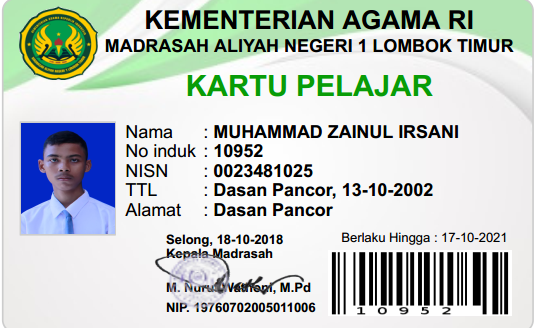 KEMENTERIAN AGAMA RI
MADRASAH ALIYAH NEGERI 1 LOMBOK TIMUR
KARTU PELAJAR
Nama : MUHAMMAD ZAINUL IRSANI
No induk : 10952
NISN : 0023481025
TTL : Dasan Pancor, 13-10-2002
Alamat : Dasan Pancor
Selong, 18-10-2018
Kepala Madrasah
M. Nurul Wathoni, M.Pd
NIP. 19760702005011006
Berlaku Hingga : 17-10-2021
10952